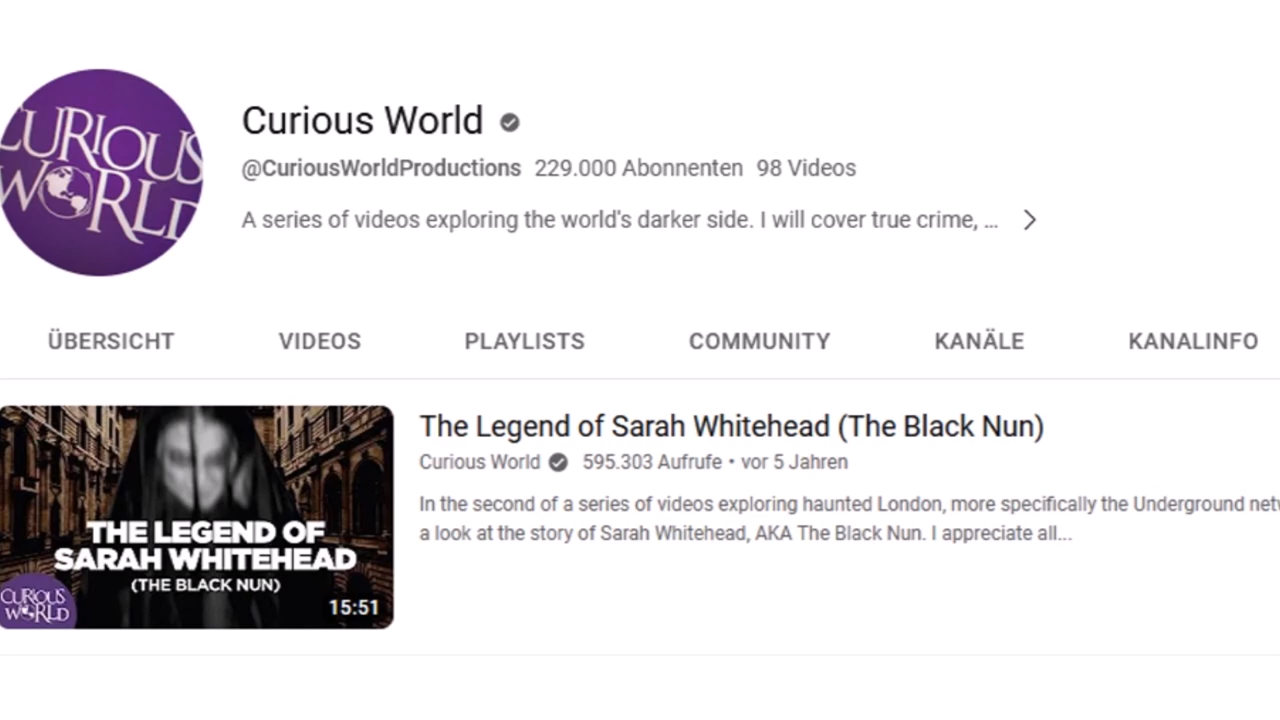 CURIOUS
WORLD
Curious World
@CuriousWorldProductions 229.000 Abonnenten 98 Videos
A series of videos exploring the world's darker side. I will cover true crime, ...
ÜBERSICHT VIDEOS PLAYLISTS COMMUNITY KANÄLE KANALINFO
THE LEGEND OF
SARAH WHITEHEAD
(THE BLACK NUN)
CURIOUS
WORLD
15:51
The Legend of Sarah Whitehead (The Black Nun)
Curious World 595.303 Aufrufe • vor 5 Jahren
In the second of a series of videos exploring haunted London, more specifically the Underground
a look at the story of Sarah Whitehead, AKA The Black Nun. I appreciate all...